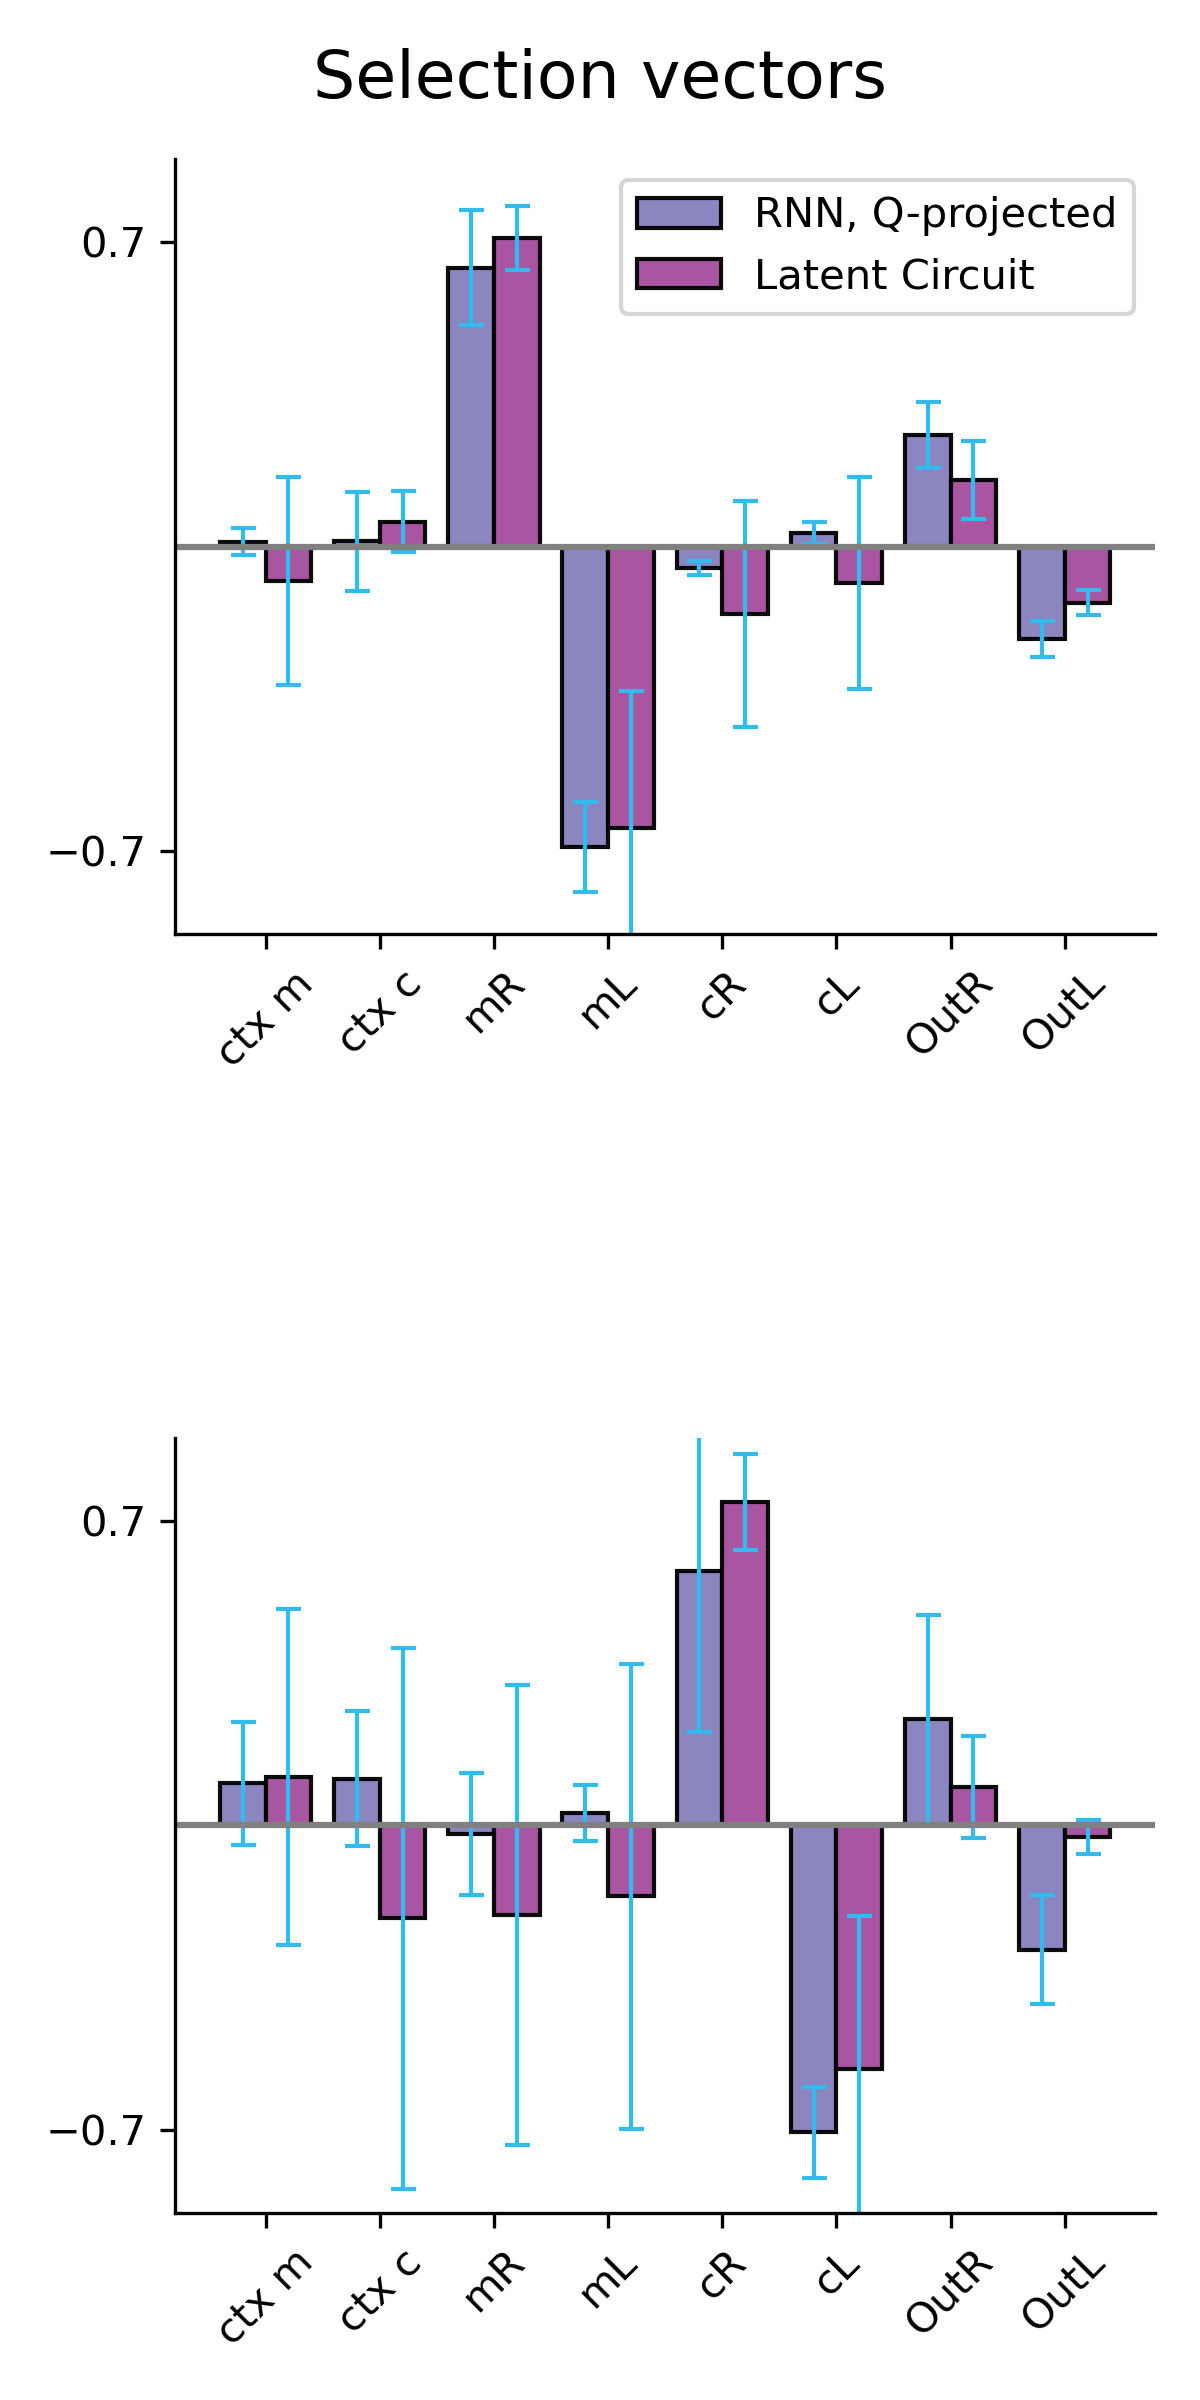 Selection vectors
RNN, Q-projected
Latent Circuit
0.7
−0.7
ctx m
ctx c
mR
mL
cR
cL
OutR
OutL
0.7
−0.7
ctx m
ctx c
mR
mL
cR
cL
OutR
OutL